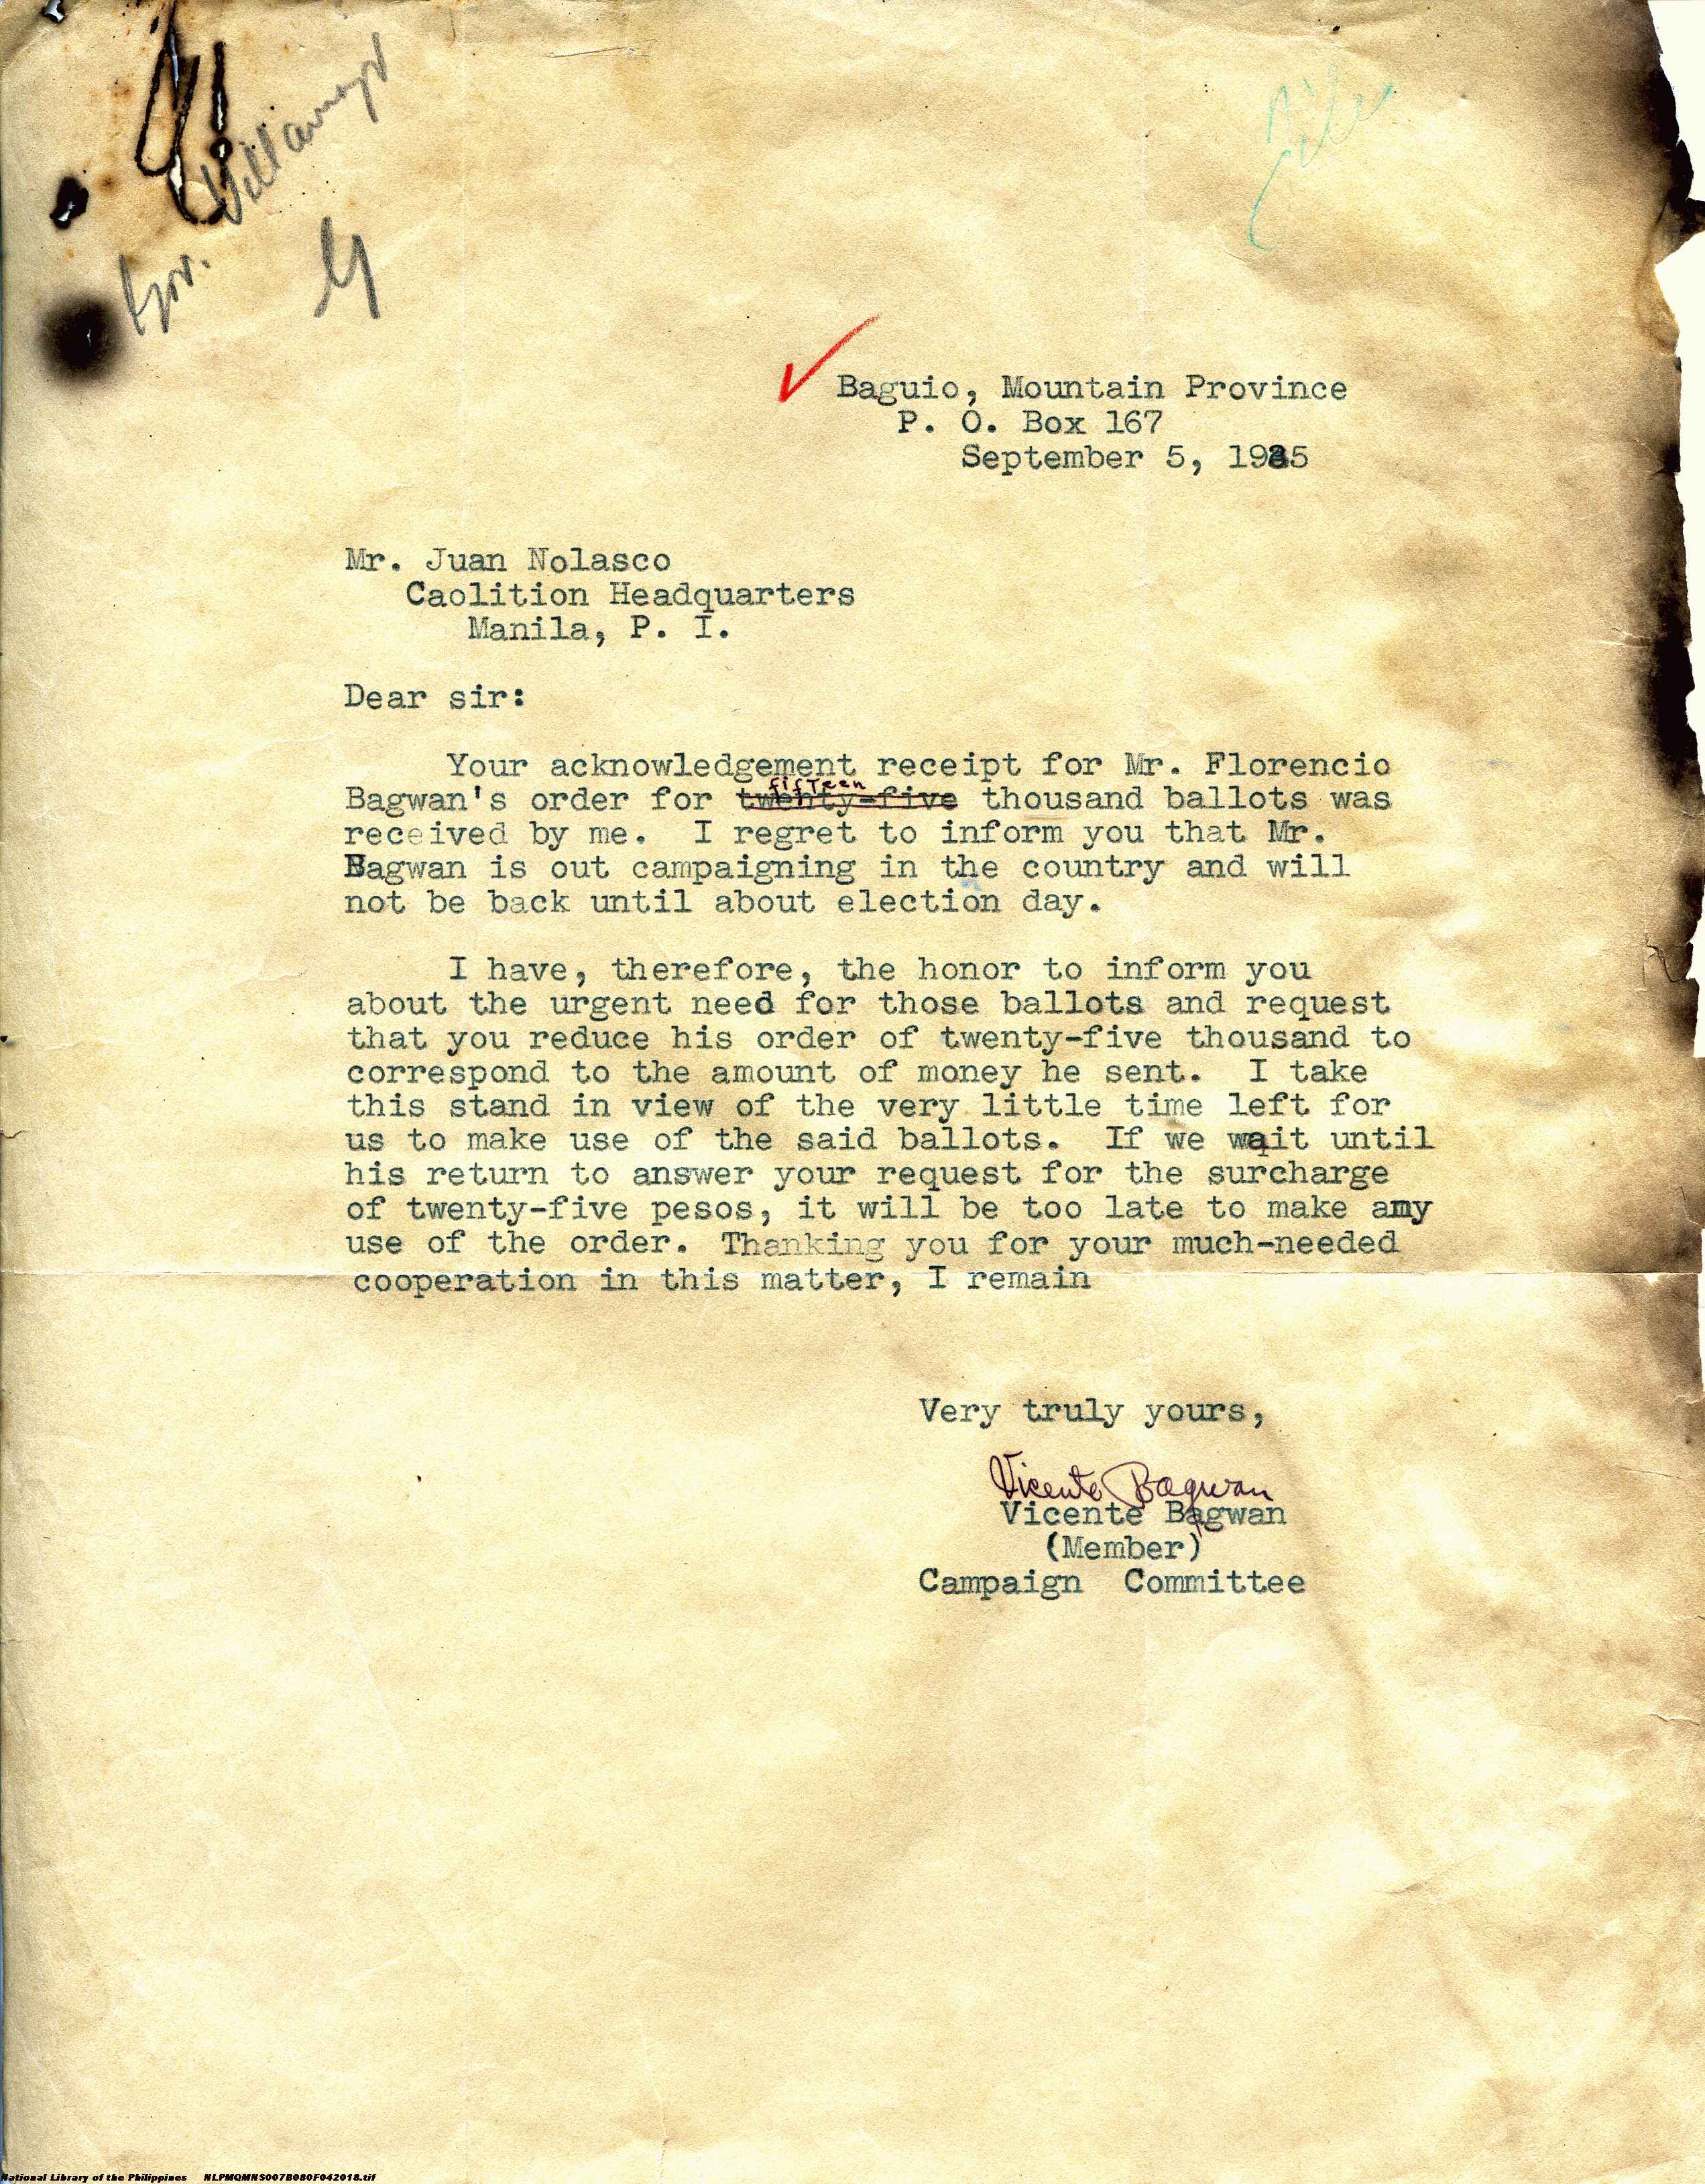 Gov. Villamayor
File
Baguio, Mountain Province
P. O. Box 167
September 5, 1935
Mr. Juan Nolasco
Caolition Headquarters
Manila, P. I.
Dear sir:
Your acknowledgement receipt for Mr. Florencio
fifTeen
Bagwan's order for twenty-five thousand ballots was
received by me. I regret to inform you that Mr.
Bagwan is out campaigning in the country and will
not be back until about election day.
I have, therefore, the honor to inform you
about the urgent need for those ballots and request
that you reduce his order of twenty-five thousand to
correspond to the amount of money he sent. I take
this stand in view of the very little time left for
us to make use of the said ballots. If we wait until
his return to answer your request for the surcharge
of twenty-five pesos, it will be too late to make any
use of the order. Thanking you for your much-needed
cooperation in this matter, I remain
Very truly yours,
Vicente Bagwan
Vicente Bagwan
(Member)
Campaign Committee
National Library of the Philippines NLPMQMNS007B080F042018.tif